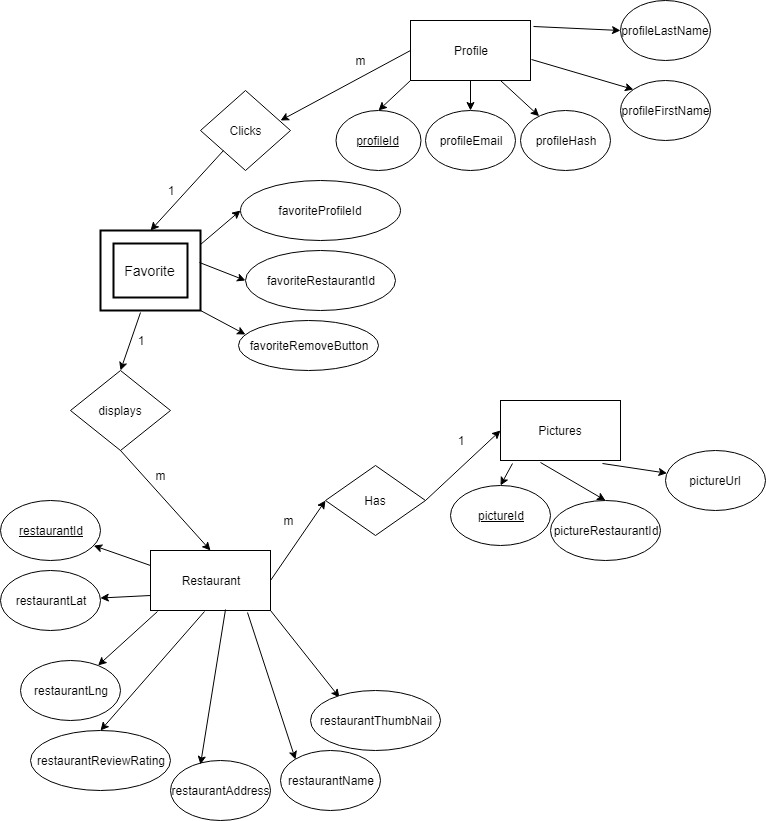 profileLastName
Profile
m
profileFirstName
Clicks
profileId
profileEmail
profileHash
1
favoriteProfileId
Favorite
favoriteRestaurantId
1
favoriteRemoveButton
displays
Pictures
1
m
pictureUrl
Has
m
pictureId
restaurantId
pictureRestaurantId
Restaurant
restaurantLat
restaurantLng
restaurantThumbNail
restaurantReviewRating
restaurantName
restaurantAddress